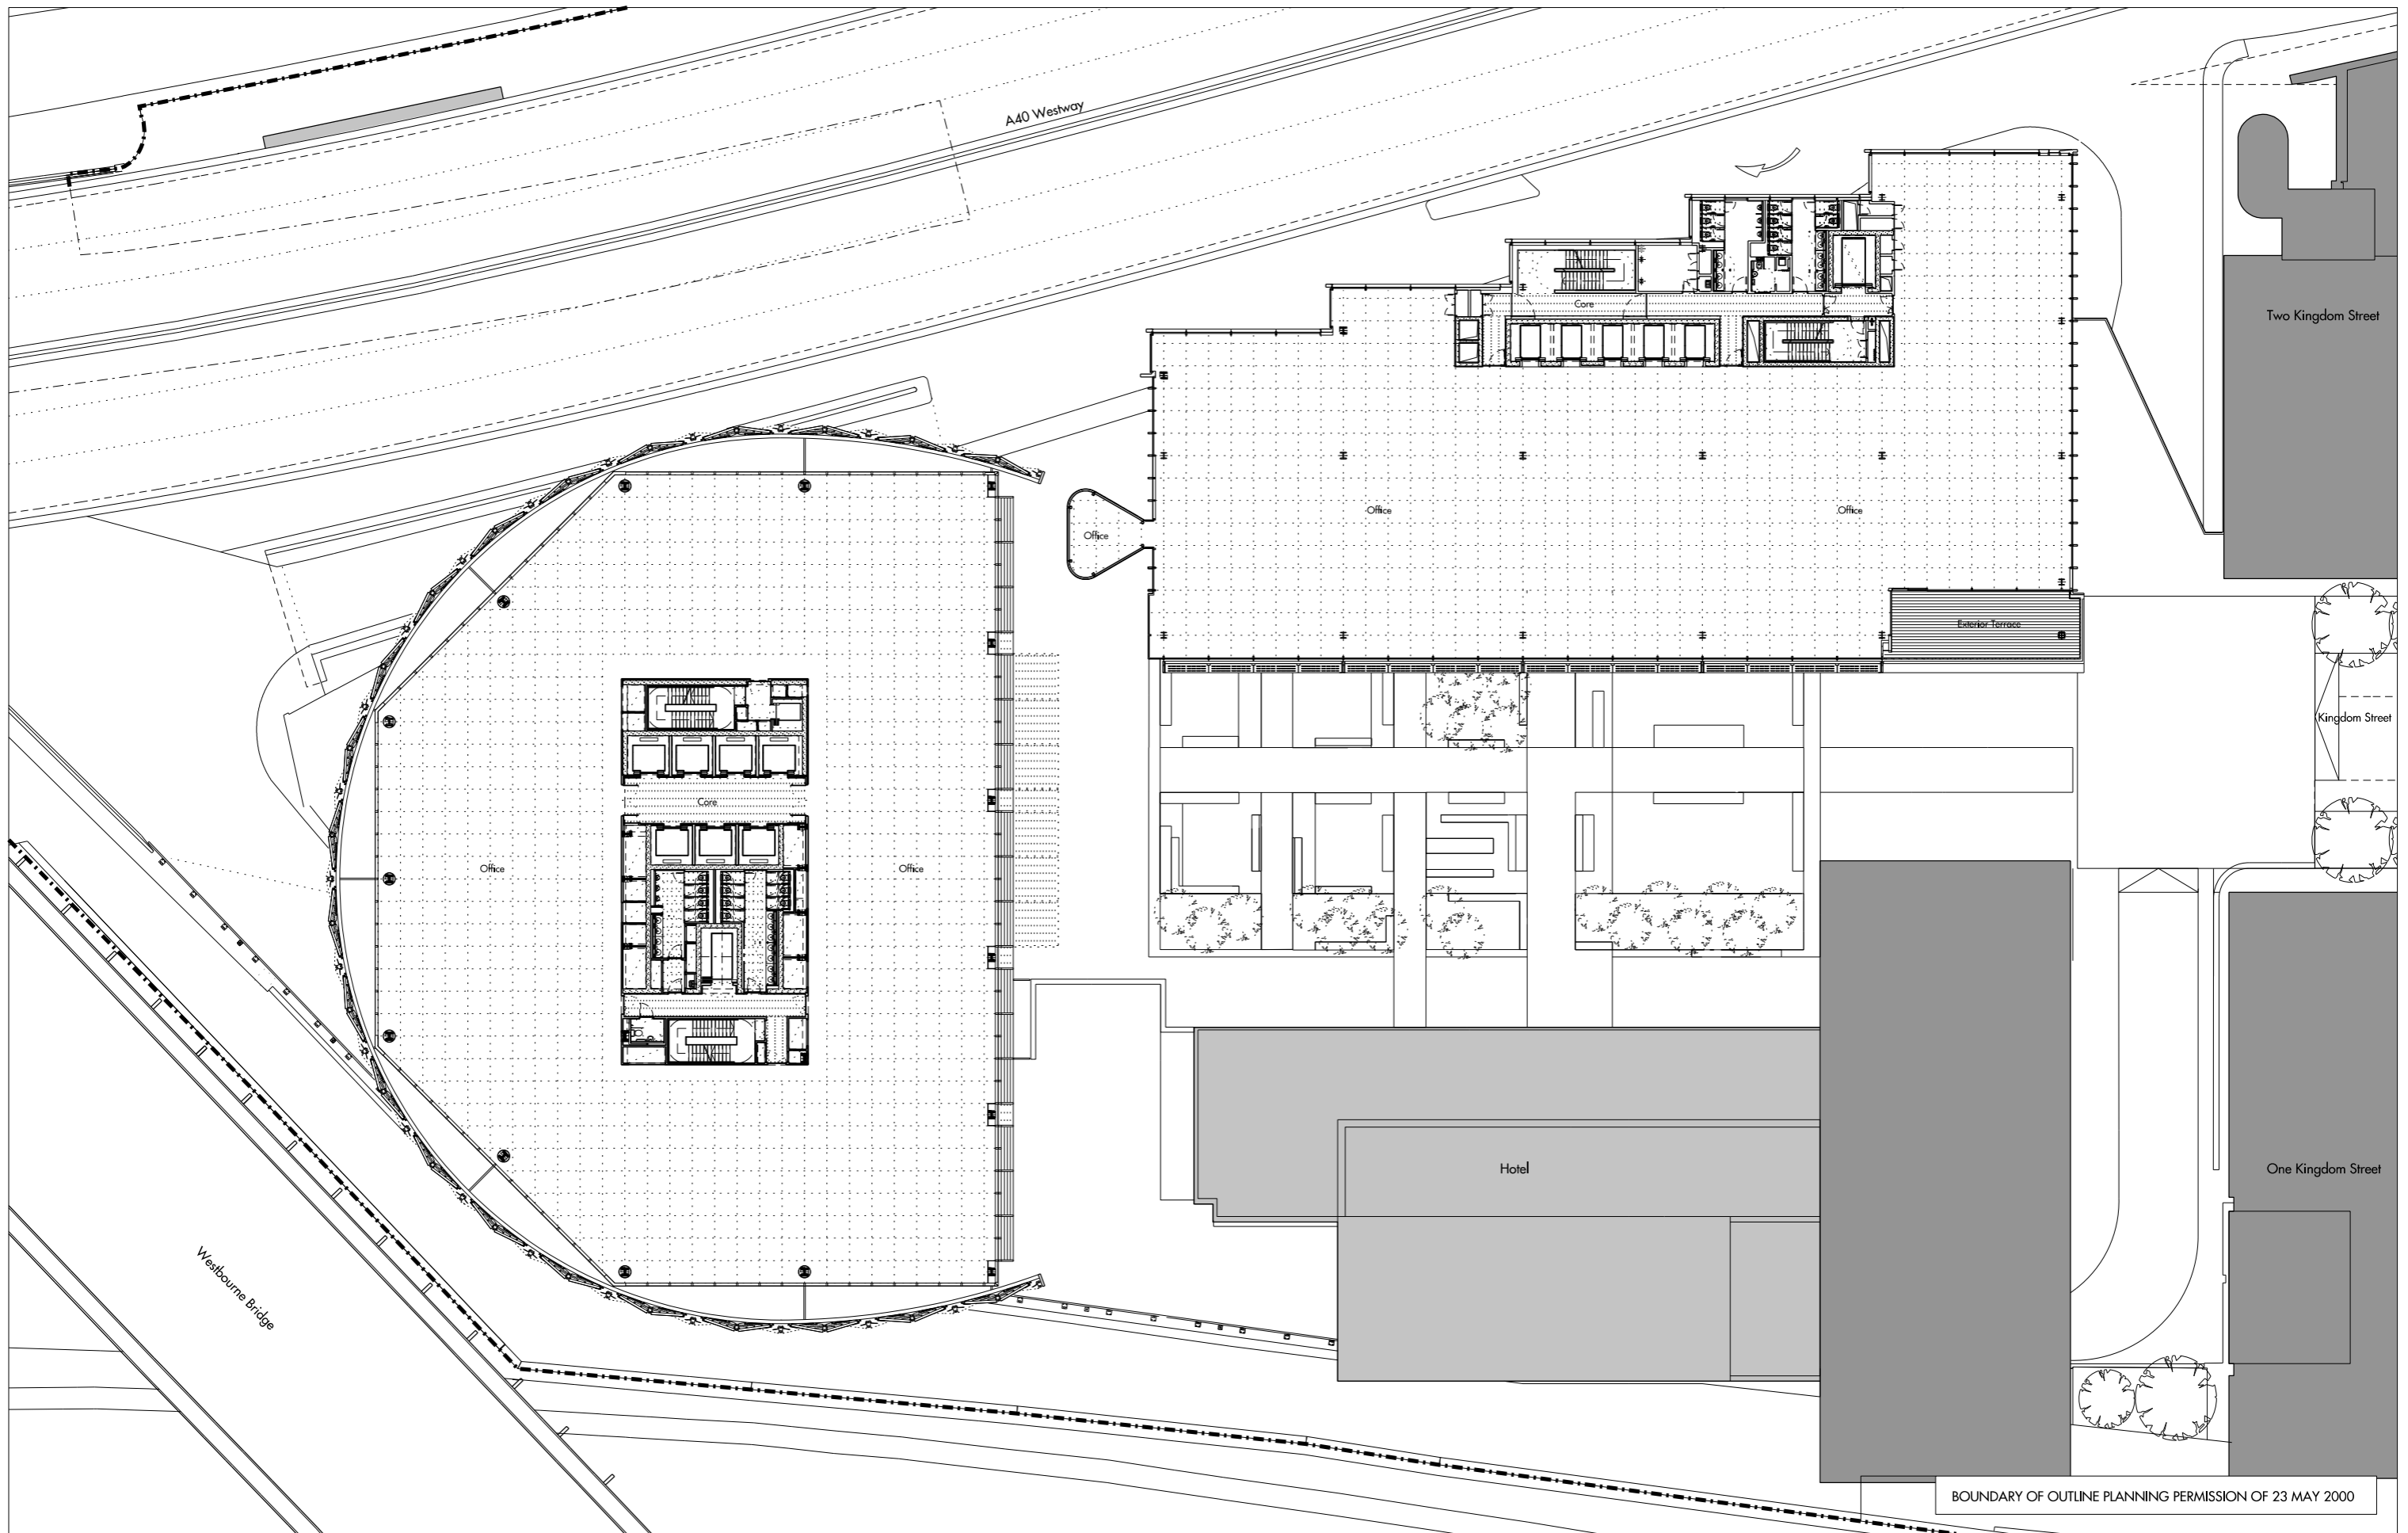 A40 Westway
Core
Two Kingdom Street
Office
Office
Office
Exterior Terrace
Kingdom Street
Core
Office
Office
Hotel
One Kingdom Street
Westbourne Bridge
BOUNDARY OF OUTLINE PLANNING PERMISSION OF 23 MAY 2000